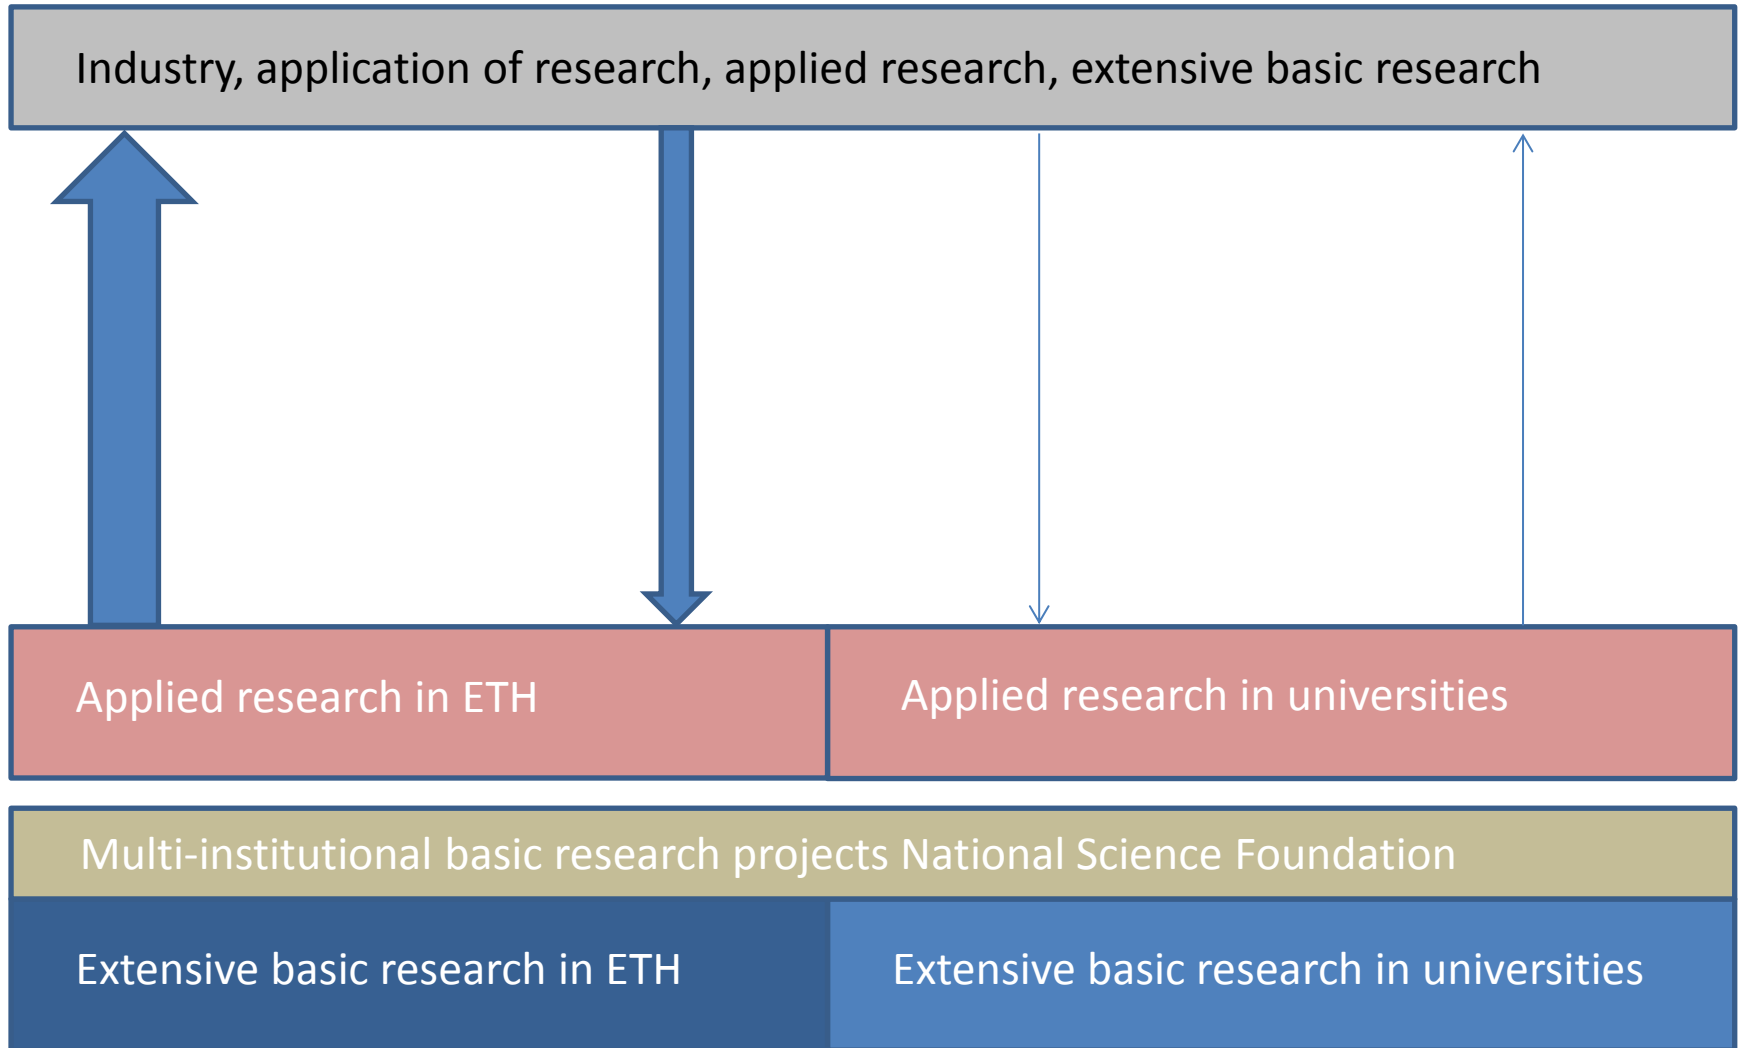 Industry, application of research, applied research, extensive basic research
Applied research in ETH
Applied research in universities
Multi-institutional basic research projects National Science Foundation
Extensive basic research in ETH
Extensive basic research in universities